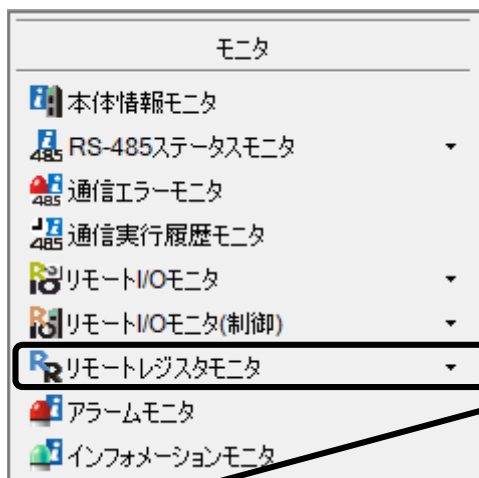 モニタ
本体情報モニタ
485 RS-485ステータスモニタ
485 通信エラーモニタ
485 通信実行履歴モニタ
リモートI/Oモニタ
リモートI/Oモニタ(制御)
リモートレジスタモニタ
アラームモニタ
インフォメーションモニタ